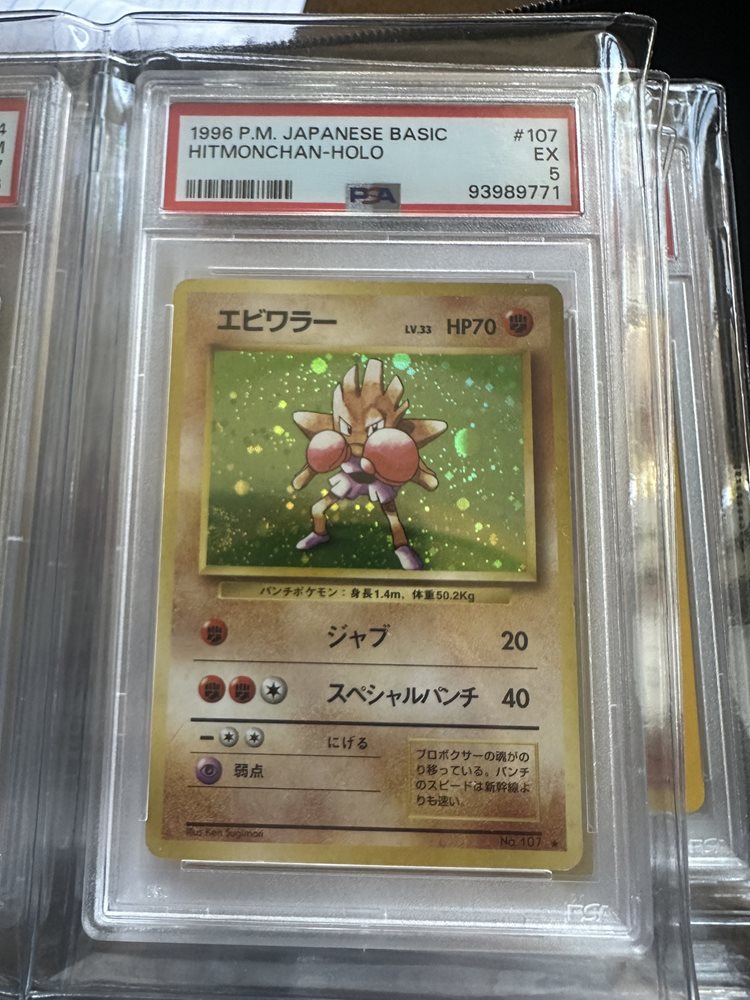 1996 P.M. JAPANESE BASIC #107
HITMONCHAN-HOLO EX
5
PSA 93989771
エビワラー LV.33 HP70
パンチポケモン：身長1.4m, 体重50.2Kg
ジャブ 20
スペシャルパンチ 40
にげる
弱点
プロボクサーの魂がの
り移っている。パンチ
のスピードは新幹線よ
りも速い。
Illus. Ken Sugimori
No. 107 ★
PSA